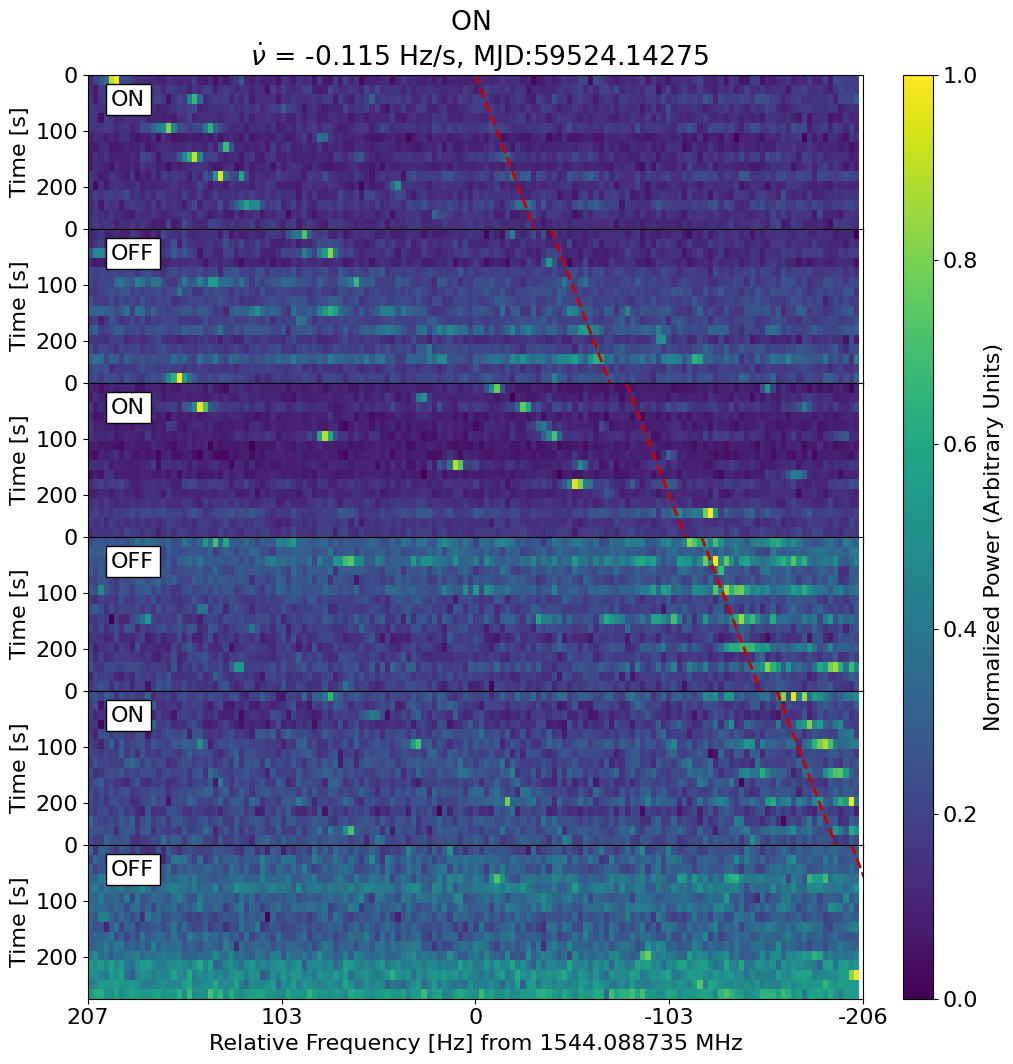 ON
ν̇ = -0.115 Hz/s, MJD:59524.14275
0
ON
100
200
Time [s]
0
OFF
100
200
Time [s]
0
ON
100
200
Time [s]
0
OFF
100
200
Time [s]
0
ON
100
200
Time [s]
0
OFF
100
200
Time [s]
207 103 0 -103 -206
Relative Frequency [Hz] from 1544.088735 MHz
1.0
0.8
0.6
0.4
0.2
0.0
Normalized Power (Arbitrary Units)